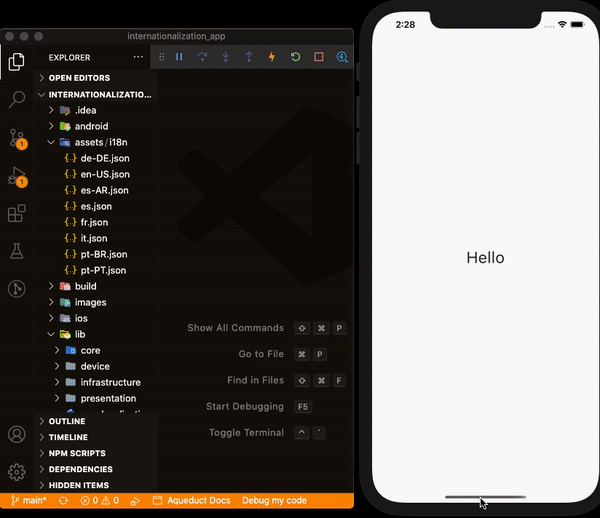 internationalization_app
EXPLORER
OPEN EDITORS
INTERNATIONALIZATIO...
.idea
android
assets/i18n
de-DE.json
en-US.json
es-AR.json
es.json
fr.json
it.json
pt-BR.json
pt-PT.json
build
images
ios
lib
core
device
infrastructure
presentation
OUTLINE
TIMELINE
NPM SCRIPTS
DEPENDENCIES
HIDDEN ITEMS
1
1
Show All Commands ⇧ ⌘ P
Go to File ⌘ P
Find in Files ⇧ ⌘ F
Start Debugging F5
Toggle Terminal ^ `
main* 0 0 Aqueduct Docs Debug my code
2:28
Hello